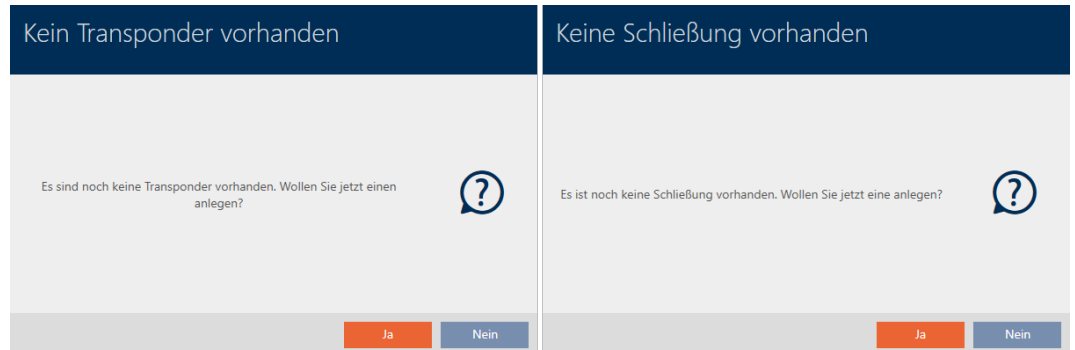 Kein Transponder vorhanden
Es sind noch keine Transponder vorhanden. Wollen Sie jetzt einen
anlegen?
Ja
Nein
Keine Schließung vorhanden
Es ist noch keine Schließung vorhanden. Wollen Sie jetzt eine anlegen?
Ja
Nein